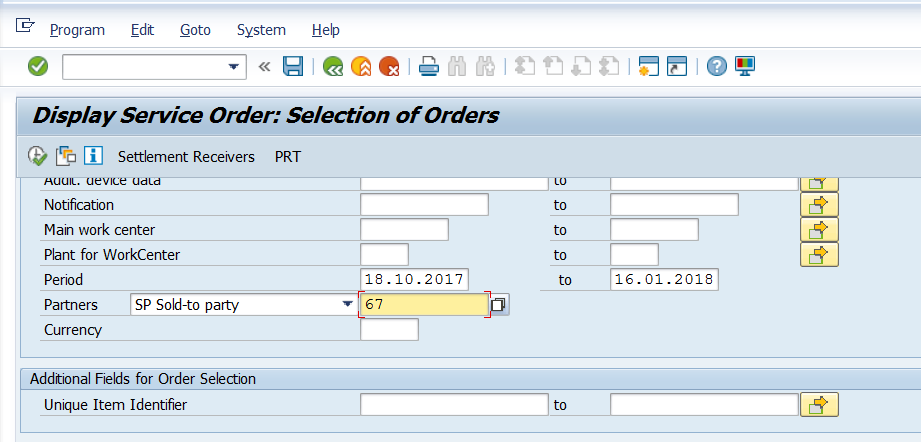 Program Edit Goto System Help
Display Service Order: Selection of Orders
Settlement Receivers PRT
Addit. device data to
Notification to
Main work center to
Plant for WorkCenter to
Period 18.10.2017 to 16.01.2018
Partners SP Sold-to party 67
Currency
Additional Fields for Order Selection
Unique Item Identifier to